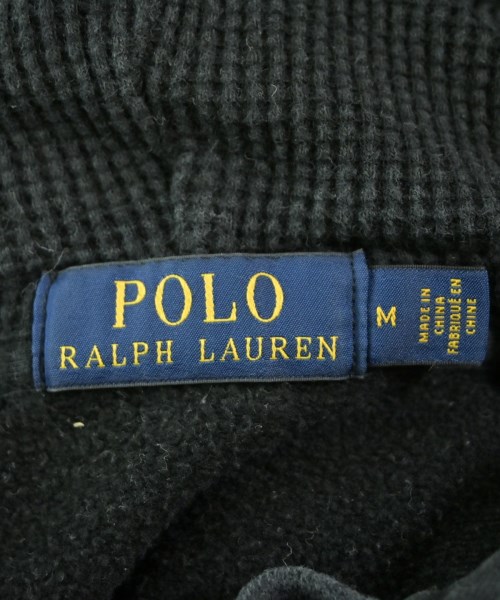 POLO
RALPH LAUREN
M
MADE IN
CHINA
FABRIQUÉ EN
CHINE